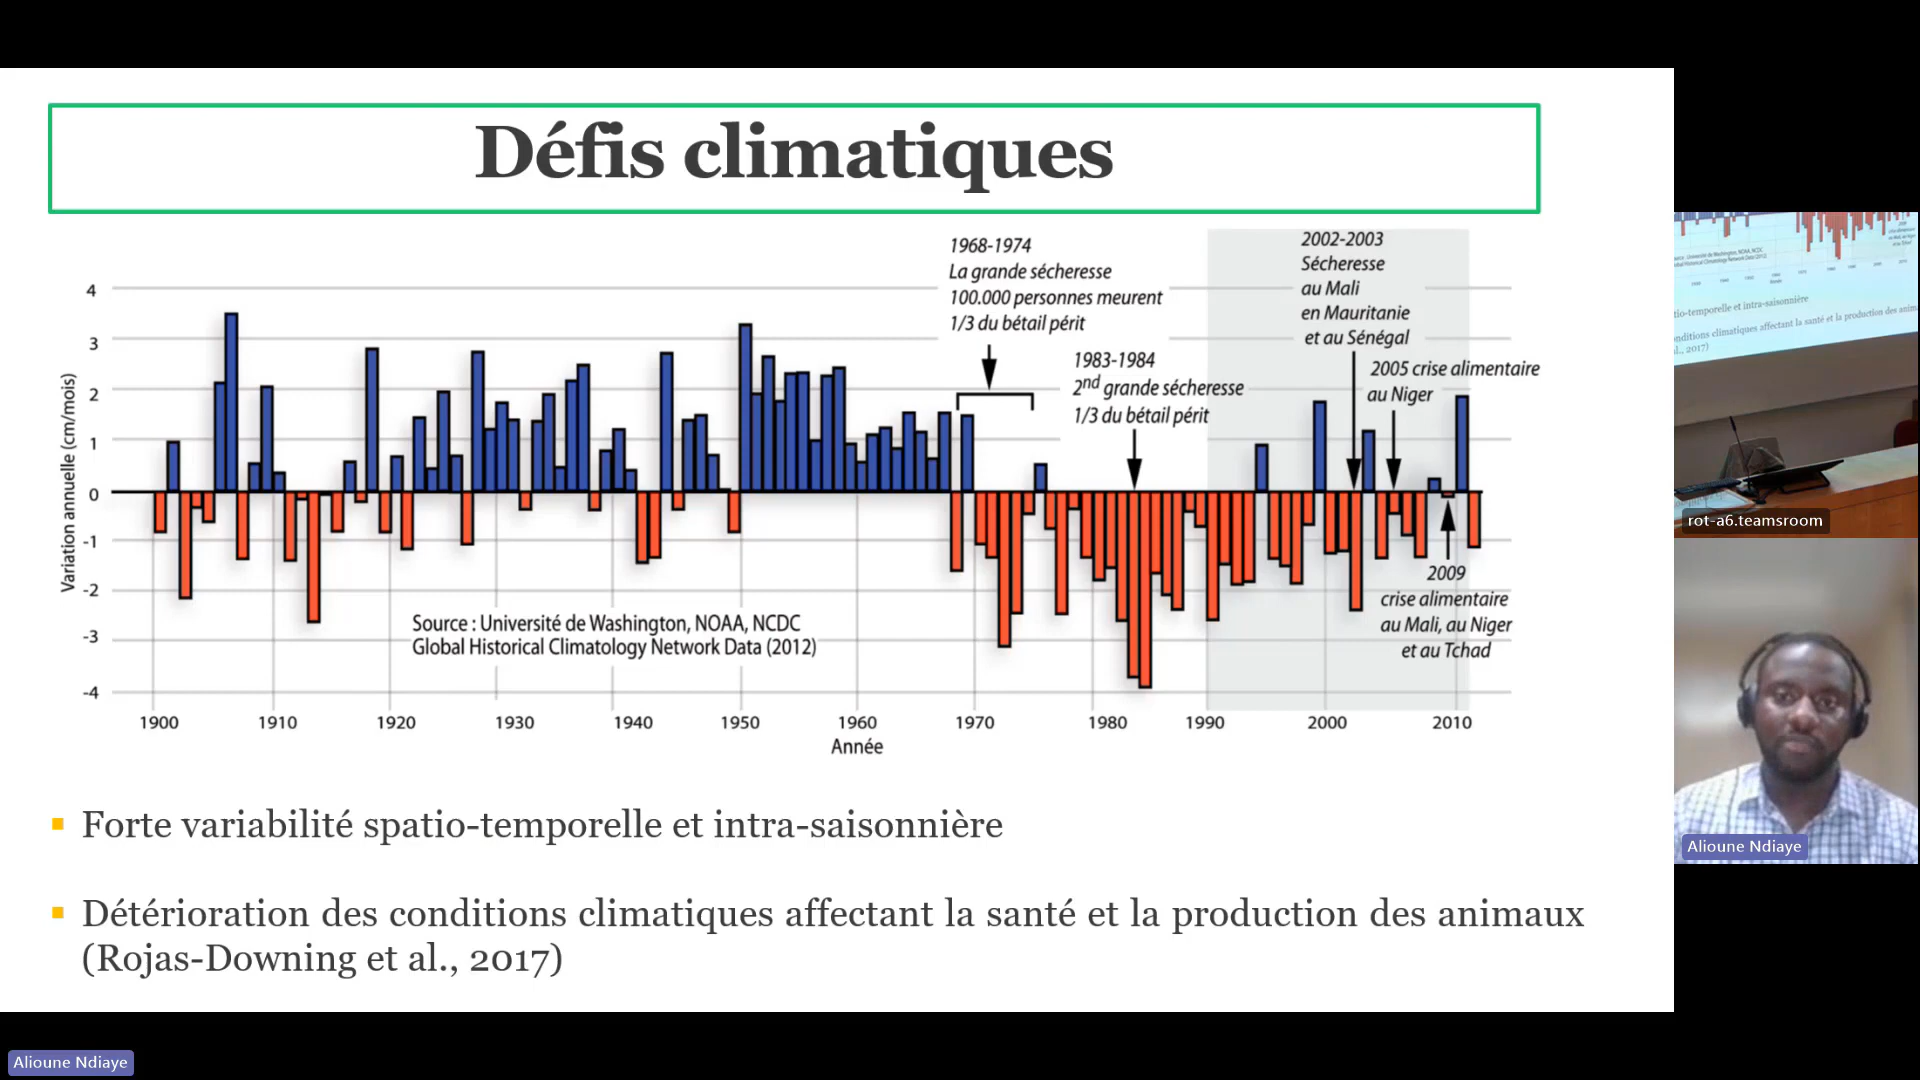 Défis climatiques
1968-1974
La grande sécheresse
100.000 personnes meurent
1/3 du bétail périt
1983-1984
2nd grande sécheresse
1/3 du bétail périt
2002-2003
Sécheresse
au Mali
en Mauritanie
et au Sénégal
2005 crise alimentaire
au Niger
2009
crise alimentaire
au Mali, au Niger
et au Tchad
Variation annuelle (cm/mois)
4
3
2
1
0
-1
-2
-3
-4
Source : Université de Washington, NOAA, NCDC
Global Historical Climatology Network Data (2012)
1900 1910 1920 1930 1940 1950 1960 1970 1980 1990 2000 2010
Année
Forte variabilité spatio-temporelle et intra-saisonnière
Détérioration des conditions climatiques affectant la santé et la production des animaux
(Rojas-Downing et al., 2017)
rot-a6.teamsroom
Alioune Ndiaye
Alioune Ndiaye